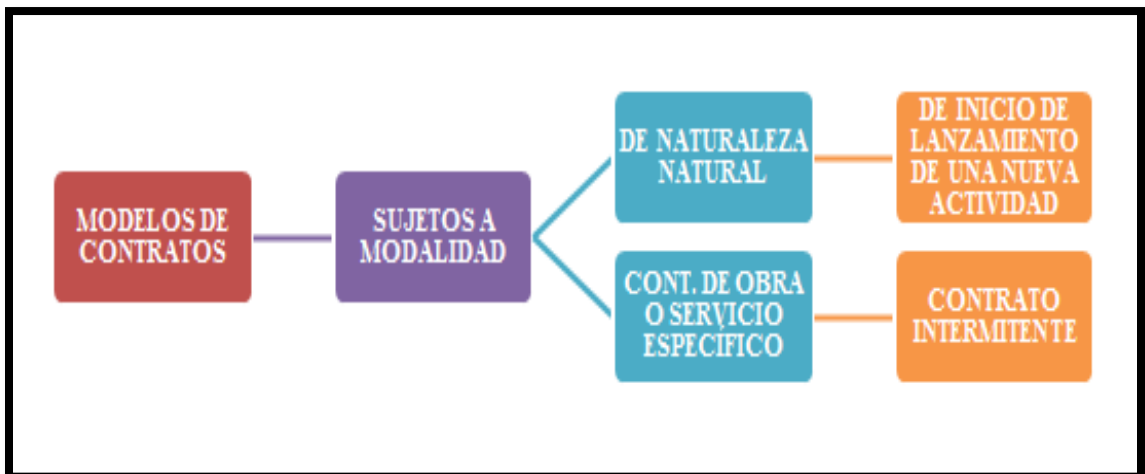 MODELOS DE
CONTRATOS
SUJETOS A
MODALIDAD
DE NATURALEZA
NATURAL
DE INICIO DE
LANZAMIENTO
DE UNA NUEVA
ACTIVIDAD
CONT. DE OBRA
O SERVICIO
ESPECÍFICO
CONTRATO
INTERMITENTE